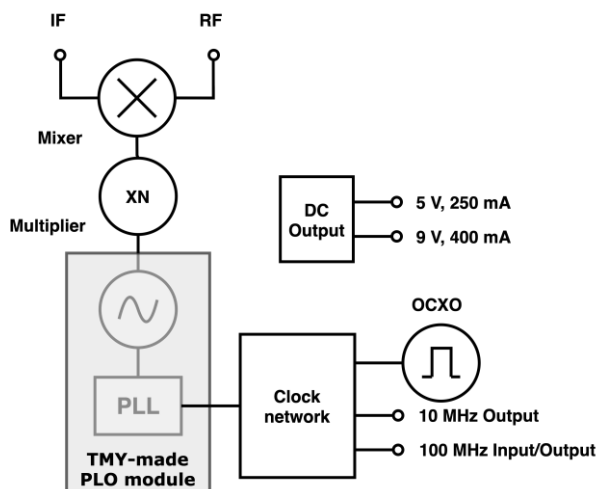 IF
RF
Mixer
XN
Multiplier
DC
Output
5 V, 250 mA
9 V, 400 mA
OCXO
PLL
Clock
network
10 MHz Output
100 MHz Input/Output
TMY-made
PLO module